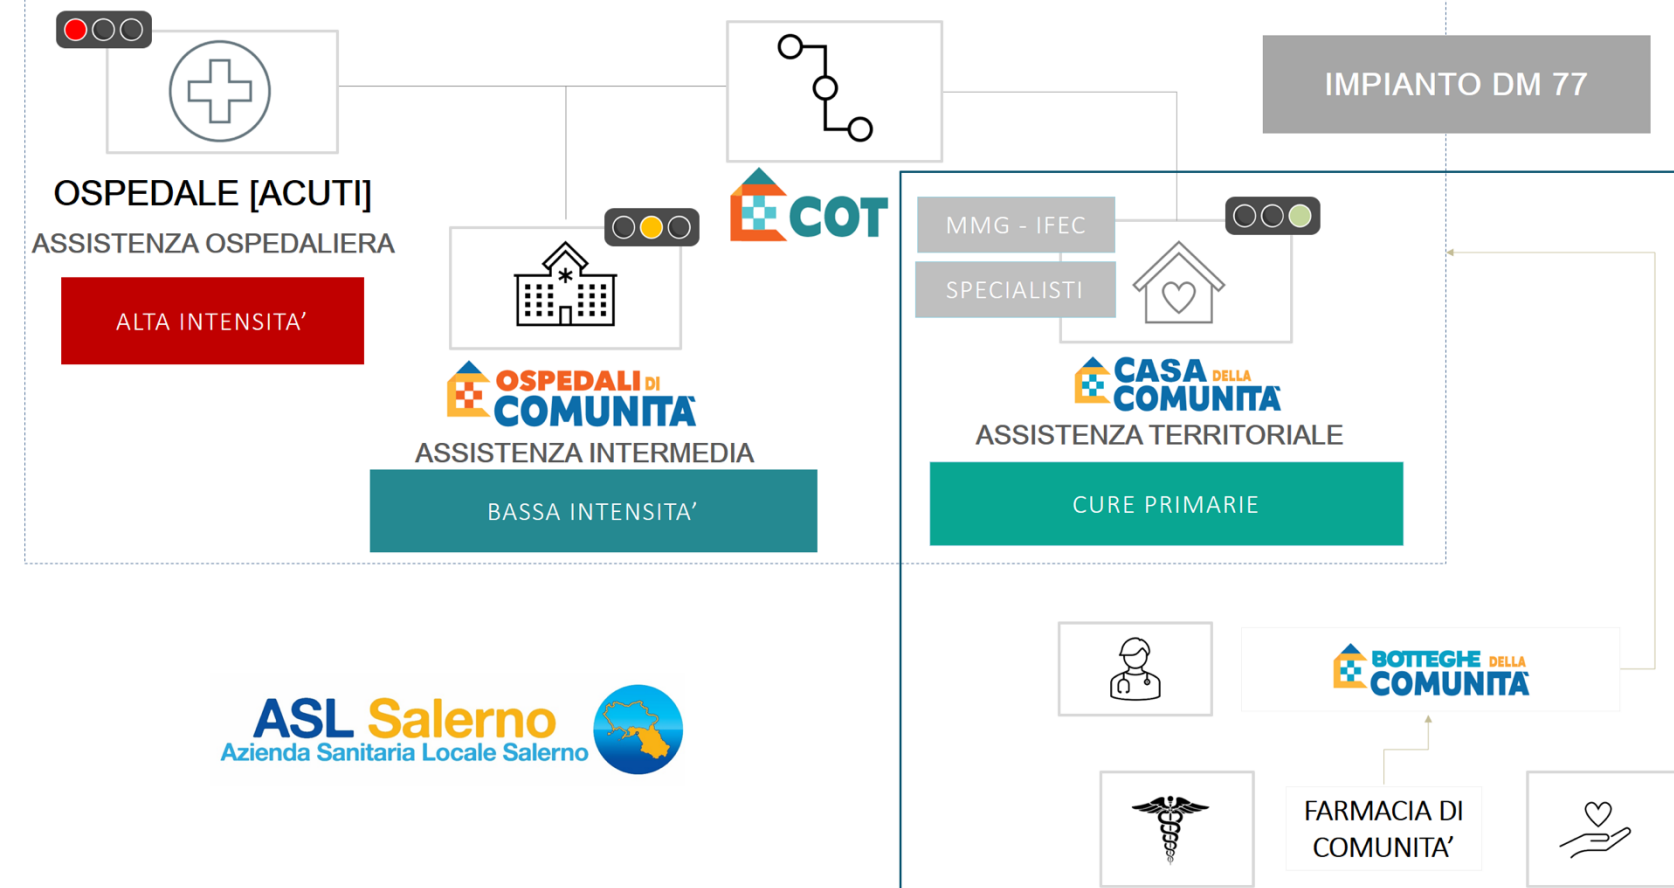 IMPIANTO DM 77
OSPEDALE [ACUTI]
ASSISTENZA OSPEDALIERA
ALTA INTENSITA’
COT
MMG - IFEC
SPECIALISTI
OSPEDALI DI
COMUNITÀ
ASSISTENZA INTERMEDIA
BASSA INTENSITA’
CASA DELLA
COMUNITÀ
ASSISTENZA TERRITORIALE
CURE PRIMARIE
BOTTEGHE DELLA
COMUNITÀ
ASL Salerno
Azienda Sanitaria Locale Salerno
FARMACIA DI
COMUNITA’